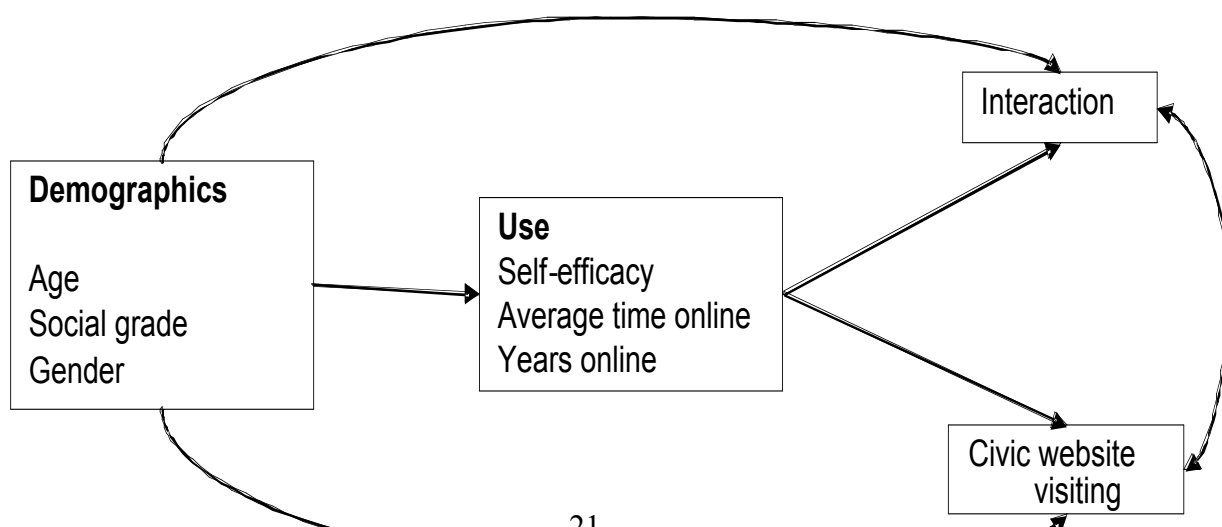 Interaction
Demographics
Age
Social grade
Gender
Use
Self-efficacy
Average time online
Years online
Civic website
visiting
21